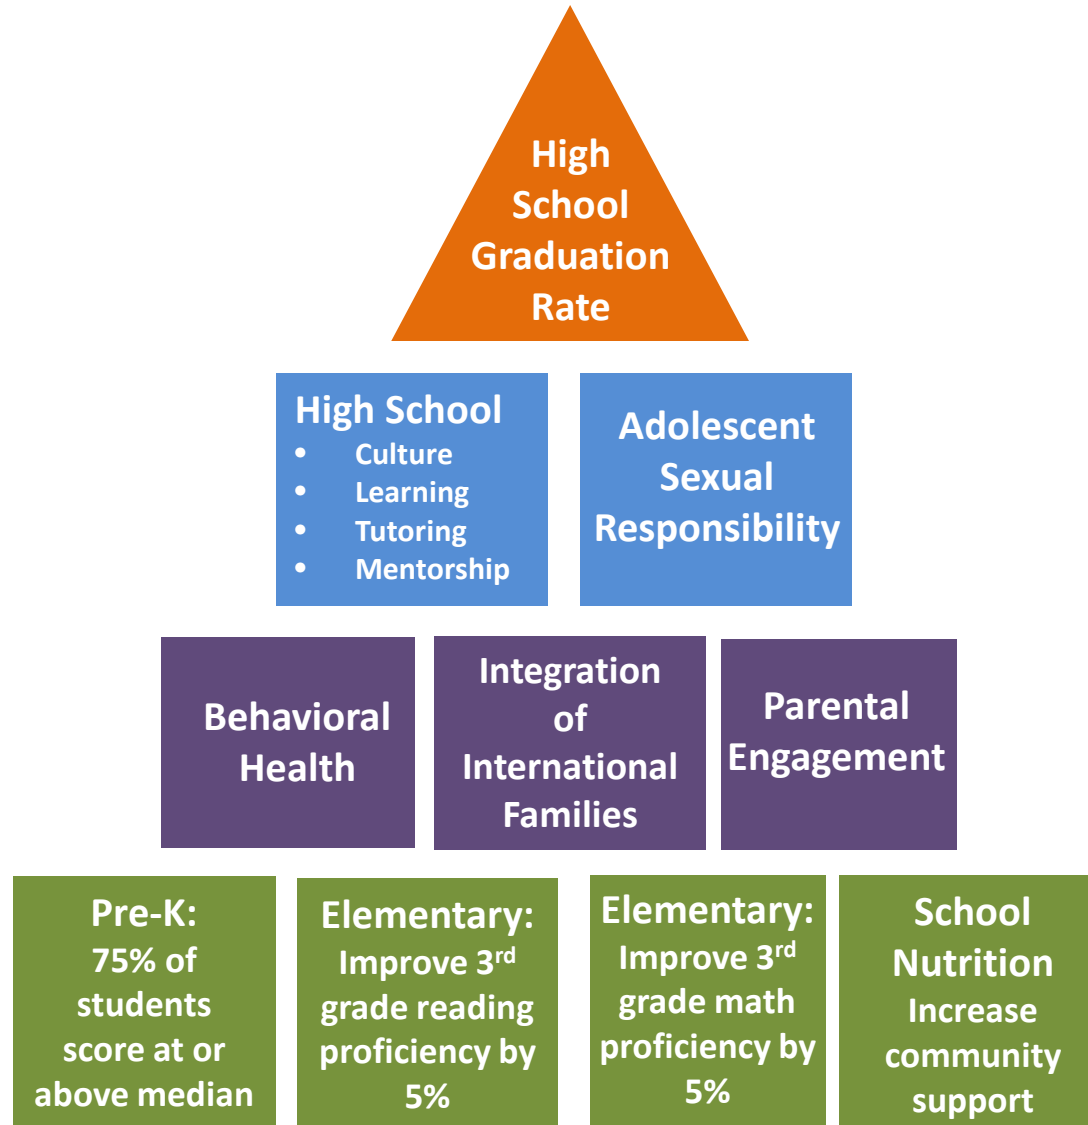 High
School
Graduation
Rate
High School
• Culture
• Learning
• Tutoring
• Mentorship
Adolescent
Sexual
Responsibility
Behavioral
Health
Integration
of
International
Families
Parental
Engagement
Pre-K:
75% of
students
score at or
above median
Elementary:
Improve 3rd
grade reading
proficiency by
5%
Elementary:
Improve 3rd
grade math
proficiency by
5%
School
Nutrition
Increase
community
support